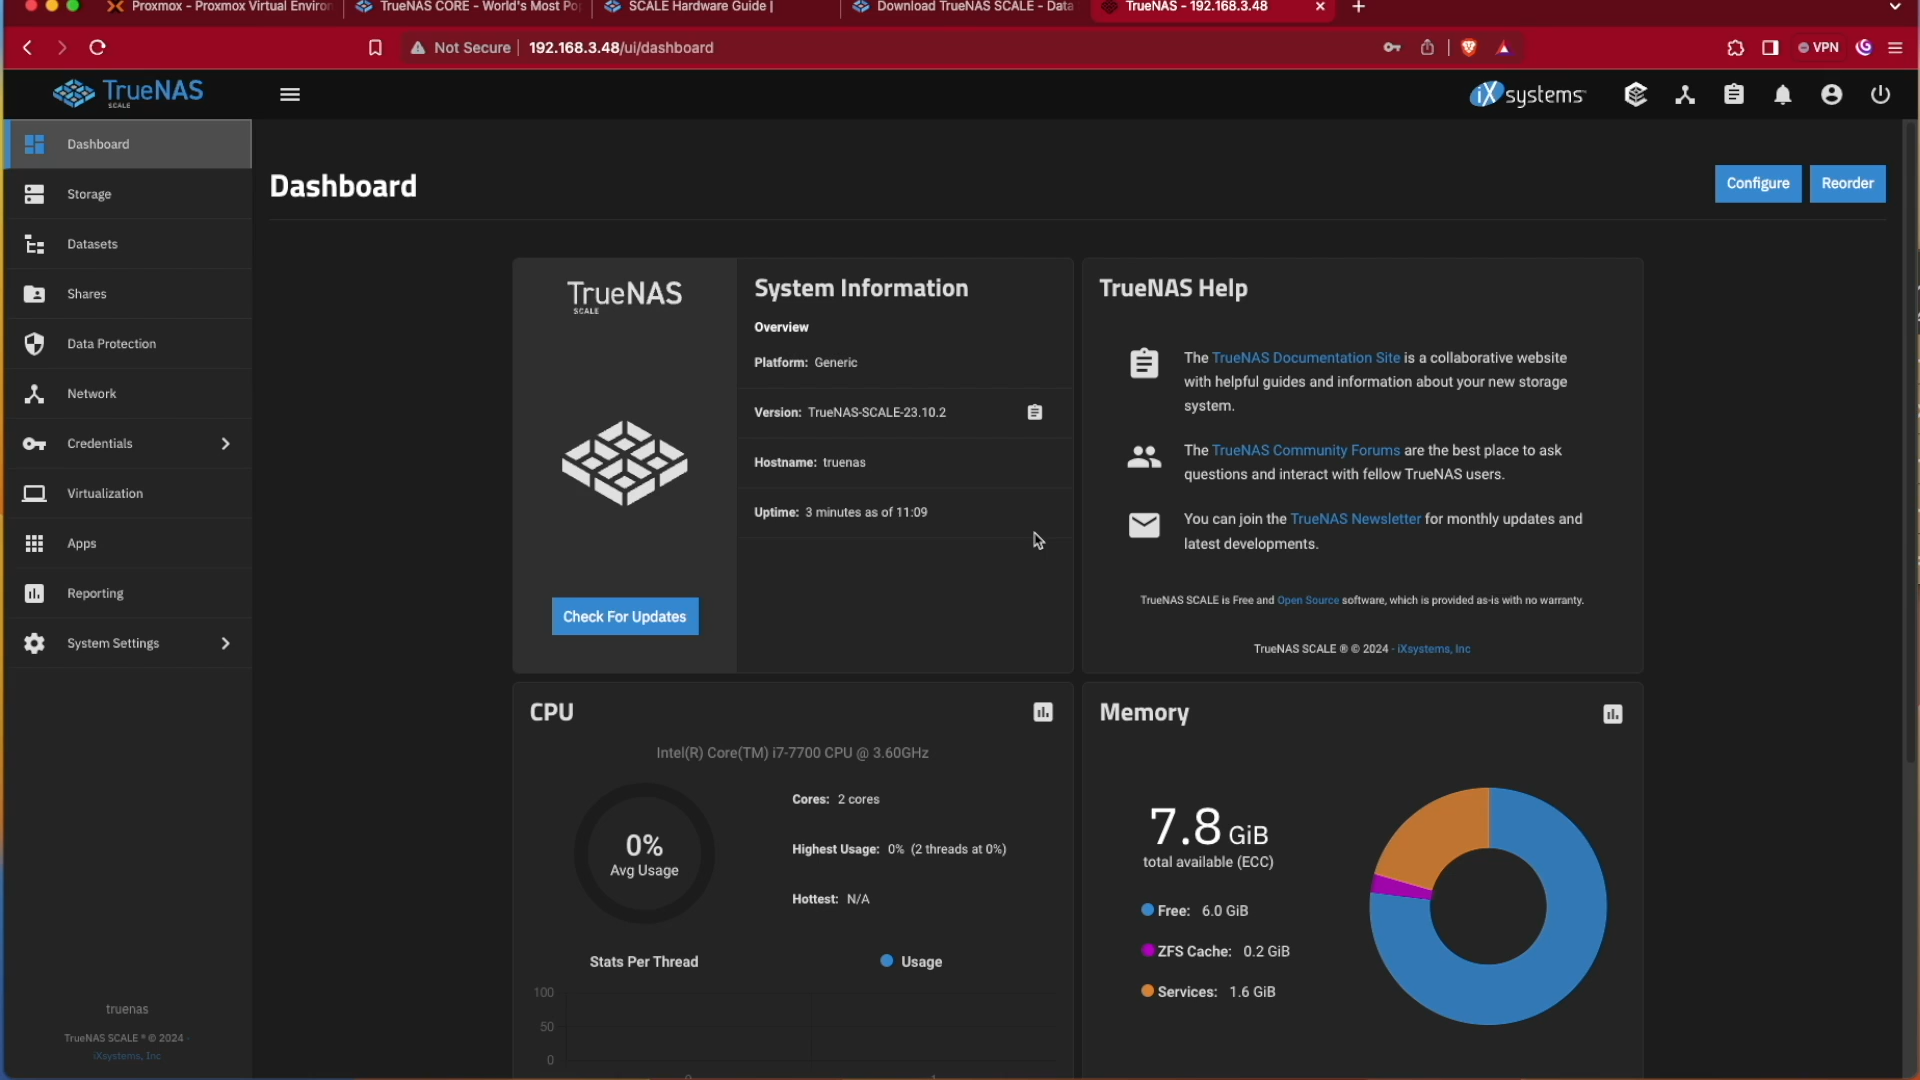 Proxmox - Proxmox Virtual Environ
TrueNAS CORE - World's Most Po
SCALE Hardware Guide |
Download TrueNAS SCALE - Data
TrueNAS - 192.168.3.48
Not Secure
192.168.3.48/ui/dashboard
VPN
TrueNAS
SCALE
iXsystems
Dashboard
Storage
Datasets
Shares
Data Protection
Network
Credentials
Virtualization
Apps
Reporting
System Settings
truenas
TrueNAS SCALE ® © 2024 -
iXsystems, Inc
Dashboard
Configure
Reorder
TrueNAS
SCALE
Check For Updates
System Information
Overview
Platform: Generic
Version: TrueNAS-SCALE-23.10.2
Hostname: truenas
Uptime: 3 minutes as of 11:09
TrueNAS Help
The TrueNAS Documentation Site is a collaborative website
with helpful guides and information about your new storage
system.
The TrueNAS Community Forums are the best place to ask
questions and interact with fellow TrueNAS users.
You can join the TrueNAS Newsletter for monthly updates and
latest developments.
TrueNAS SCALE is Free and Open Source software, which is provided as-is with no warranty.
TrueNAS SCALE ® © 2024 - iXsystems, Inc
CPU
Intel(R) Core(TM) i7-7700 CPU @ 3.60GHz
0%
Avg Usage
Cores: 2 cores
Highest Usage: 0% (2 threads at 0%)
Hottest: N/A
Stats Per Thread
Usage
100
50
0
Memory
7.8 GiB
total available (ECC)
Free: 6.0 GiB
ZFS Cache: 0.2 GiB
Services: 1.6 GiB